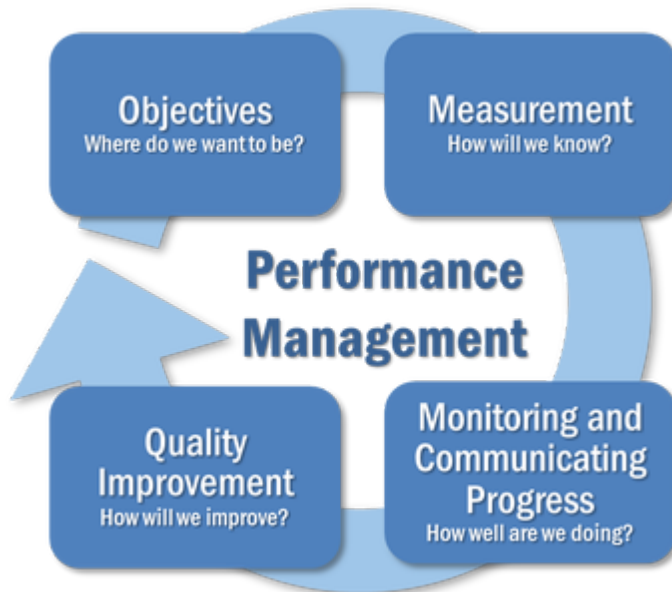 Objectives
Where do we want to be?
Measurement
How will we know?
Performance
Management
Quality
Improvement
How will we improve?
Monitoring and
Communicating
Progress
How well are we doing?